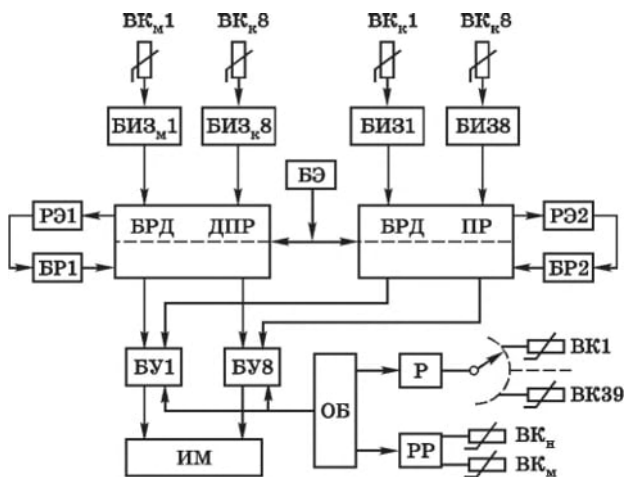 ВКм1 ВКк8 ВКк1 ВКк8
БИЗм1 БИЗк8 БИЗ1 БИЗ8
БЭ
РЭ1 БРД ДПР БРД ПР РЭ2
БР1 БР2
БУ1 БУ8 ОБ Р ВК1
ВК39
ИМ РР ВКн
ВКм